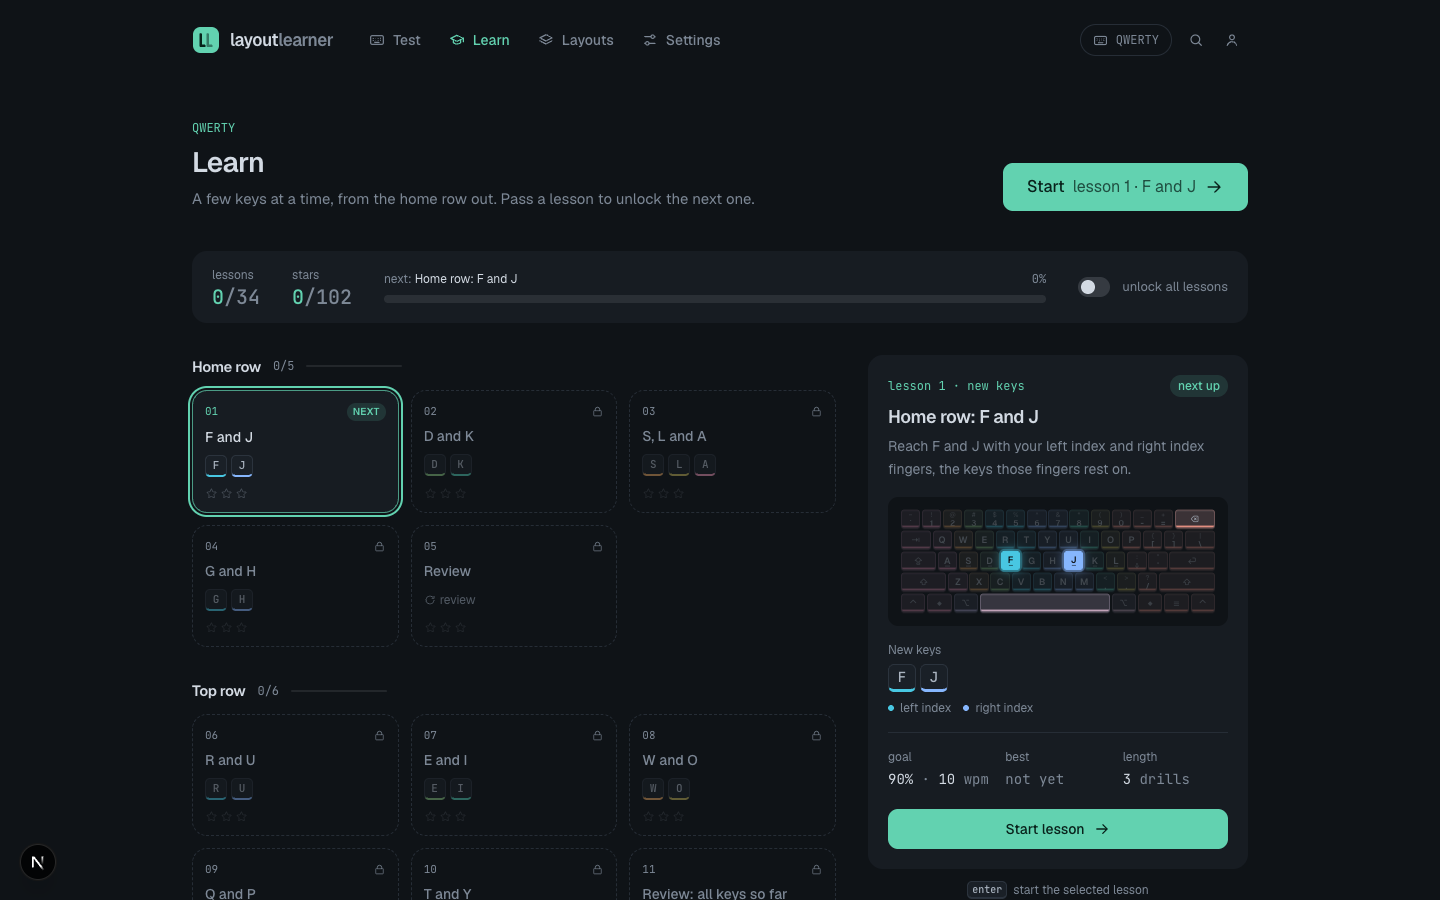 layoutlearner
Test
Learn
Layouts
Settings
QWERTY
QWERTY
Learn
A few keys at a time, from the home row out. Pass a lesson to unlock the next one.
Start lesson 1 · F and J →
lessons
0/34
stars
0/102
next: Home row: F and J
0%
unlock all lessons
Home row 0/5
01
NEXT
F and J
F J
02
D and K
D K
03
S, L and A
S L A
04
G and H
G H
05
Review
review
Top row 0/6
06
R and U
R U
07
E and I
E I
08
W and O
W O
09
Q and P
10
T and Y
11
Review: all keys so far
lesson 1 · new keys
next up
Home row: F and J
Reach F and J with your left index and right index
fingers, the keys those fingers rest on.
Q W E R T Y U I O P
A S D F G H J K L
Z X C V B N M
New keys
F J
left index
right index
goal
90% · 10 wpm
best
not yet
length
3 drills
Start lesson →
enter start the selected lesson
N